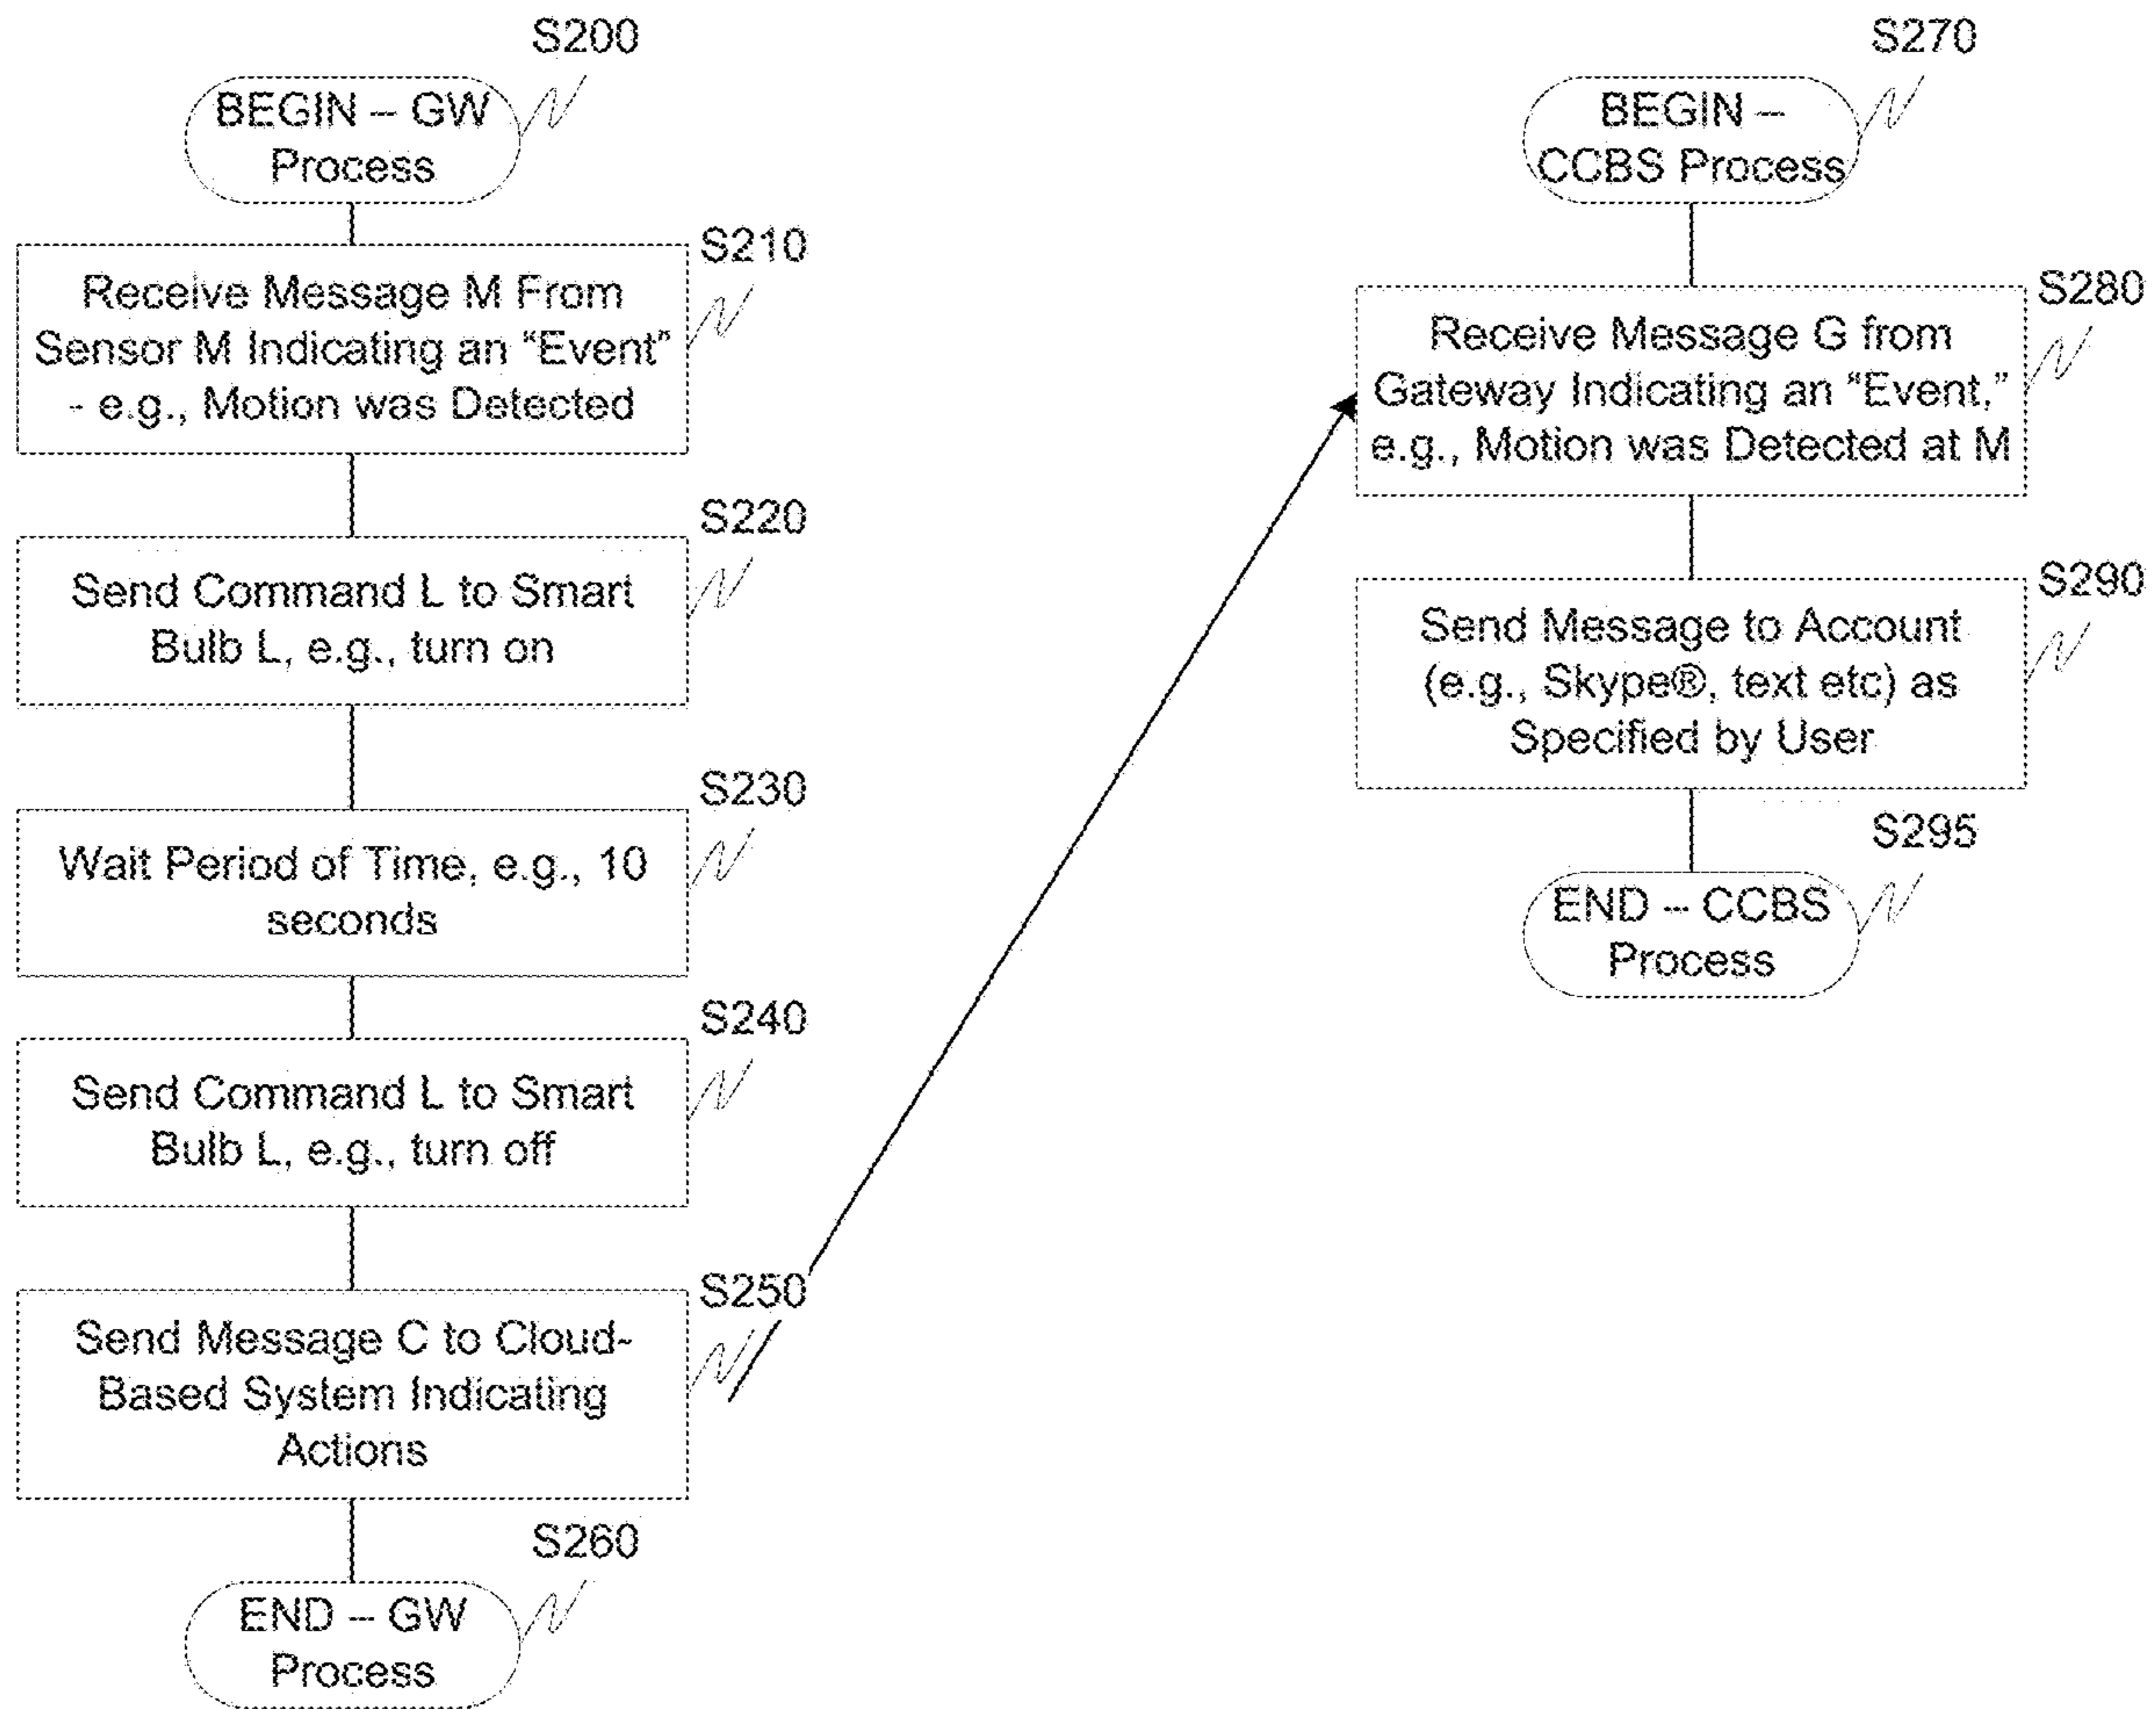 S200
BEGIN – GW
Process
S210
Receive Message M From
Sensor M Indicating an “Event”
- e.g., Motion was Detected
S220
Send Command L to Smart
Bulb L, e.g., turn on
S230
Wait Period of Time, e.g., 10
seconds
S240
Send Command L to Smart
Bulb L, e.g., turn off
S250
Send Message C to Cloud-
Based System Indicating
Actions
S260
END – GW
Process
S270
BEGIN –
CCBS Process
S280
Receive Message G from
Gateway Indicating an “Event,”
e.g., Motion was Detected at M
S290
Send Message to Account
(e.g., Skype®, text etc) as
Specified by User
S295
END – CCBS
Process